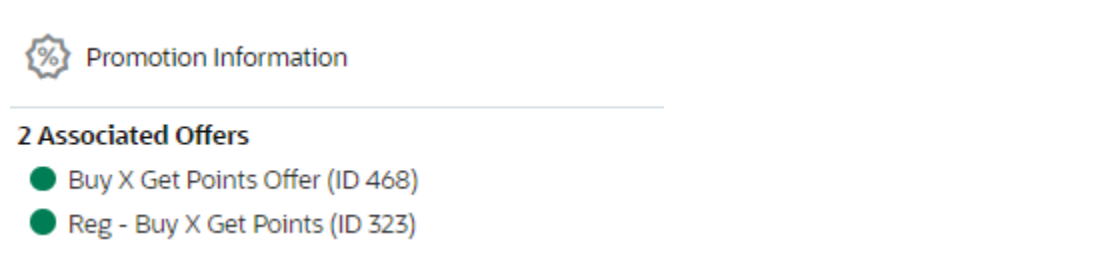 %
Promotion Information
2 Associated Offers
Buy X Get Points Offer (ID 468)
Reg - Buy X Get Points (ID 323)